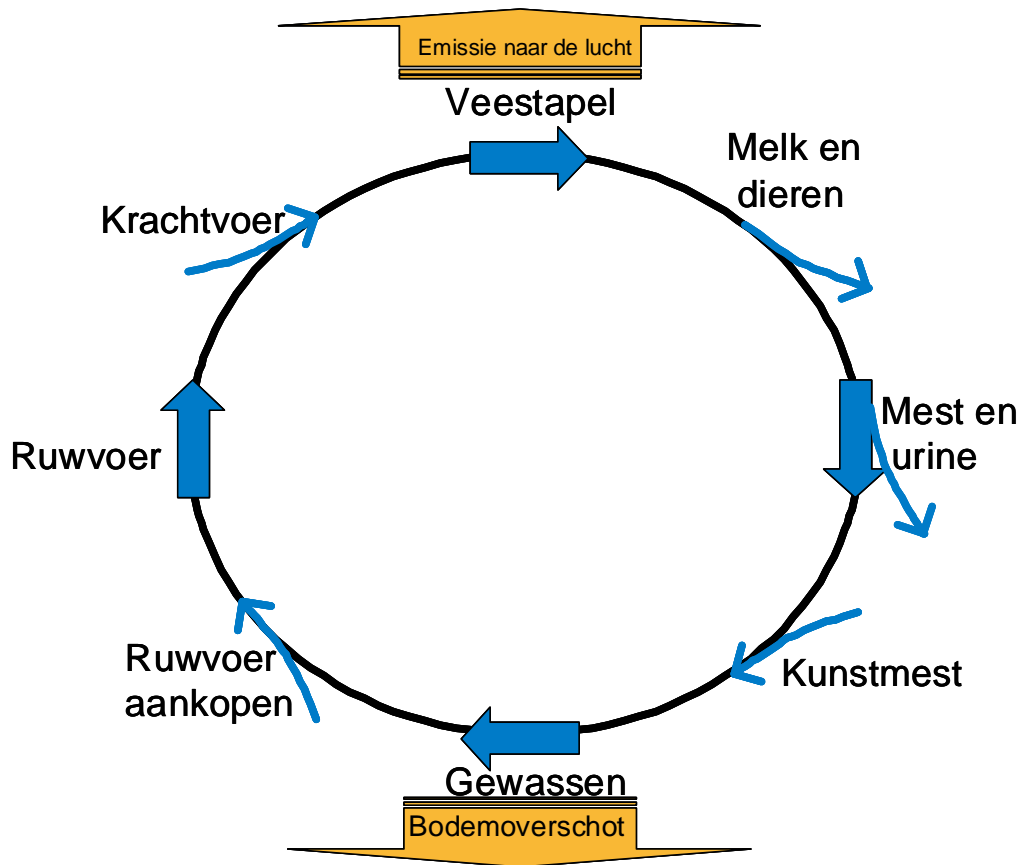 Emissie naar de lucht
Veestapel
Melk en
dieren
Krachtvoer
Mest en
urine
Ruwvoer
Ruwvoer
aankopen
Kunstmest
Gewassen
Bodemoverschot